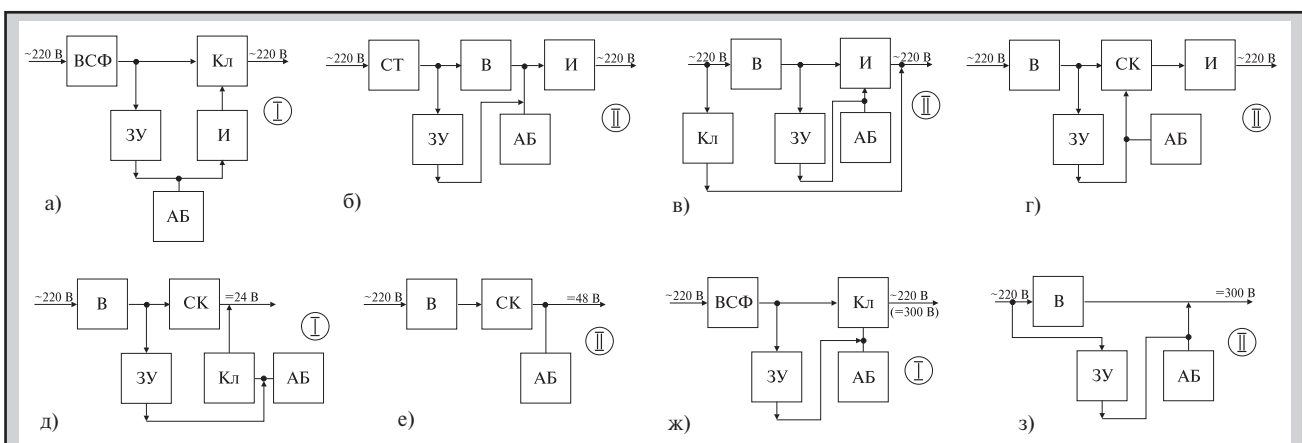 ~220 В ВСФ Кл ~220 В
ЗУ И I
АБ
а)
~220 В СТ В И ~220 В
ЗУ АБ II
б)
~220 В В И ~220 В
Кл ЗУ АБ II
в)
~220 В В СК И ~220 В
ЗУ АБ II
г)
~220 В В СК =24 В
I
ЗУ Кл АБ
д)
~220 В В СК =48 В
II
АБ
е)
~220 В ВСФ Кл ~220 В
(=300 В)
ЗУ АБ I
ж)
~220 В В =300 В
II
ЗУ АБ
з)